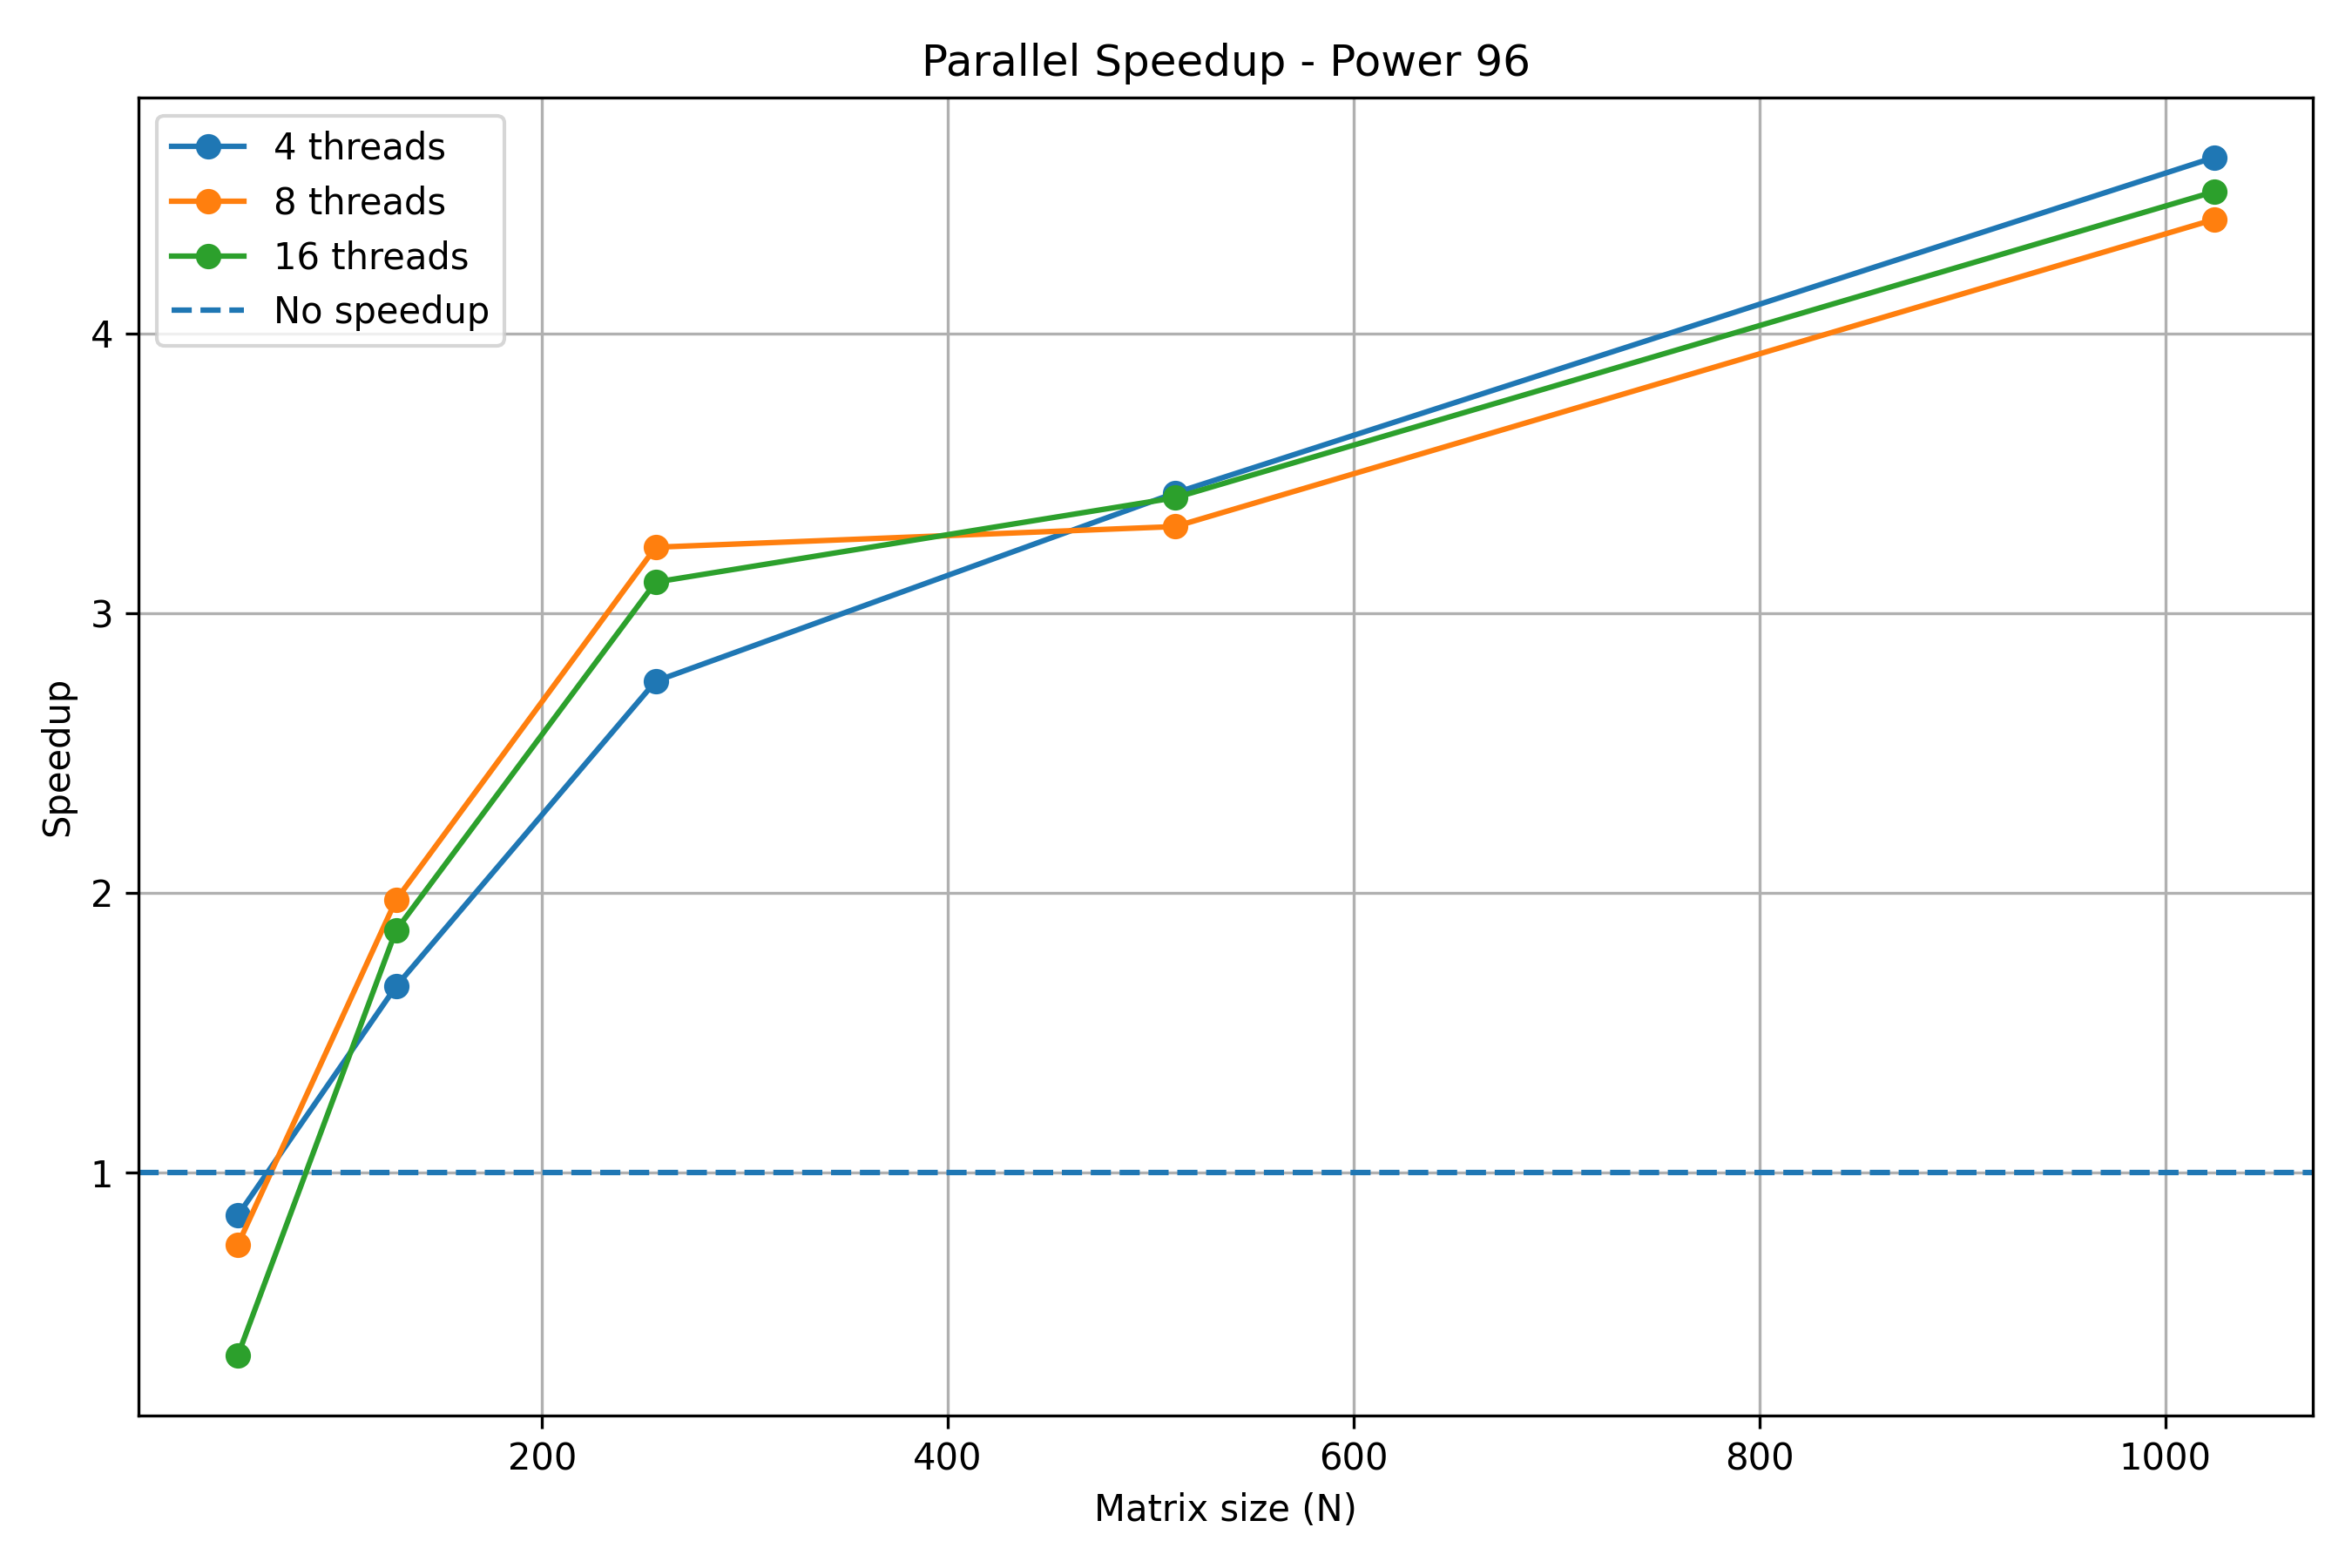 Parallel Speedup - Power 96
4 threads
8 threads
16 threads
No speedup
4
3
2
1
Speedup
200 400 600 800 1000
Matrix size (N)